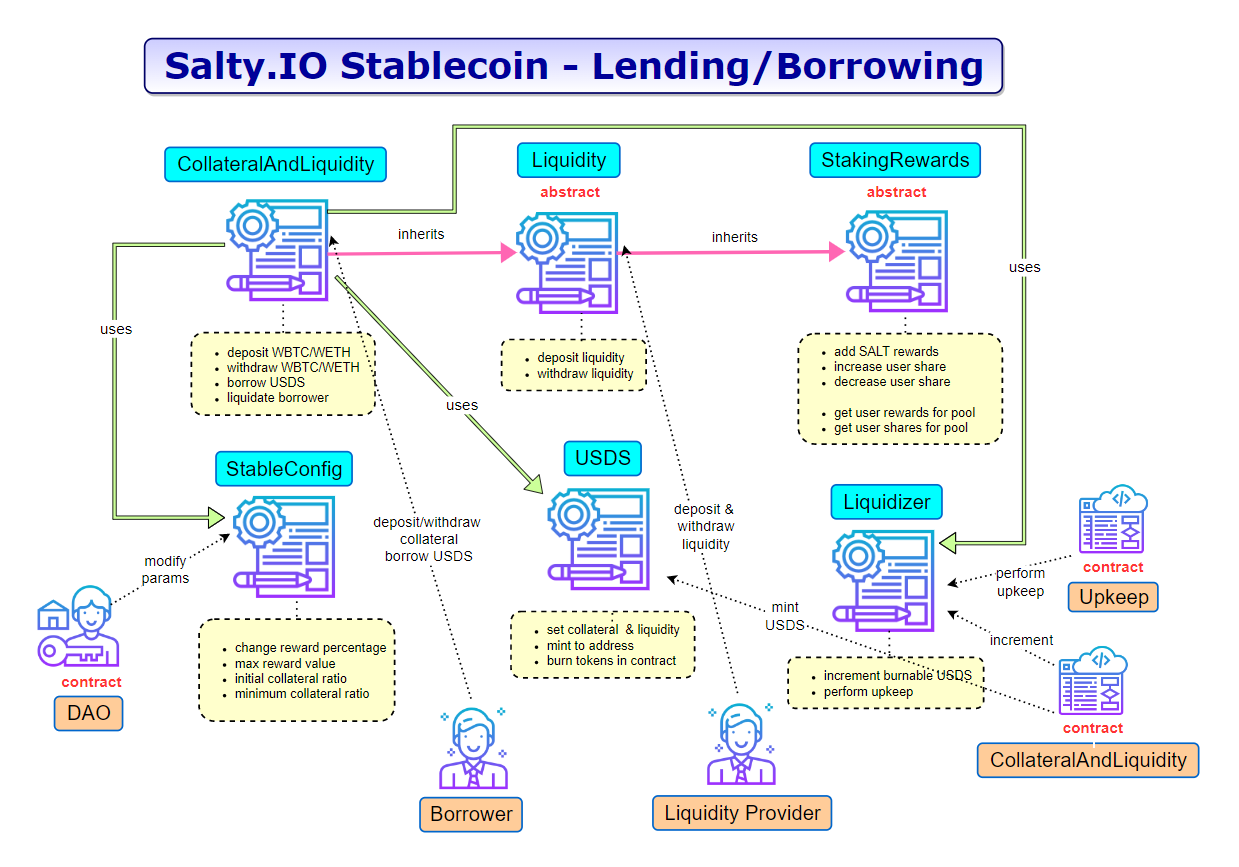 Salty.IO Stablecoin - Lending/Borrowing
CollateralAndLiquidity
Liquidity
StakingRewards
abstract
abstract
inherits
inherits
uses
uses
deposit WBTC/WETH
withdraw WBTC/WETH
borrow USDS
liquidate borrower
deposit liquidity
withdraw liquidity
add SALT rewards
increase user share
decrease user share
get user rewards for pool
get user shares for pool
uses
StableConfig
USDS
Liquidizer
deposit/withdraw
collateral
borrow USDS
deposit &
withdraw
liquidity
modify
params
contract
DAO
perform
upkeep
contract
Upkeep
mint
USDS
increment
change reward percentage
max reward value
initial collateral ratio
minimum collateral ratio
set collateral & liquidity
mint to address
burn tokens in contract
increment burnable USDS
perform upkeep
contract
CollateralAndLiquidity
Borrower
Liquidity Provider